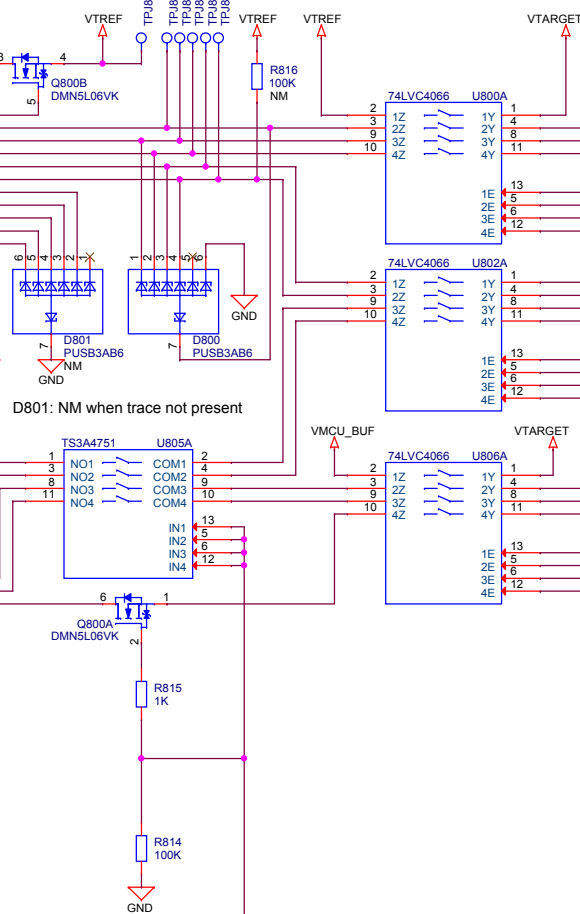 VTREF
TPJ8
TPJ8
TPJ8
TPJ8
TPJ8
TPJ8
VTREF
VTREF
VTARGET
3
4
Q800B
DMN5L06VK
5
R816
100K
NM
74LVC4066
U800A
2 1Z 1Y 1
3 2Z 2Y 4
9 3Z 3Y 8
10 4Z 4Y 11
1E 13
2E 5
3E 6
4E 12
6 5 4 3 2 1
7
D801
PUSB3AB6
NM
GND
1 2 3 4 5 6
7
D800
PUSB3AB6
GND
74LVC4066
U802A
2 1Z 1Y 1
3 2Z 2Y 4
9 3Z 3Y 8
10 4Z 4Y 11
1E 13
2E 5
3E 6
4E 12
D801: NM when trace not present
TS3A4751
U805A
1 NO1 COM1 2
3 NO2 COM2 4
8 NO3 COM3 9
11 NO4 COM4 10
IN1 13
IN2 5
IN3 6
IN4 12
VMCU_BUF
VTARGET
74LVC4066
U806A
2 1Z 1Y 1
3 2Z 2Y 4
9 3Z 3Y 8
10 4Z 4Y 11
1E 13
2E 5
3E 6
4E 12
6
1
Q800A
DMN5L06VK
2
R815
1K
R814
100K
GND